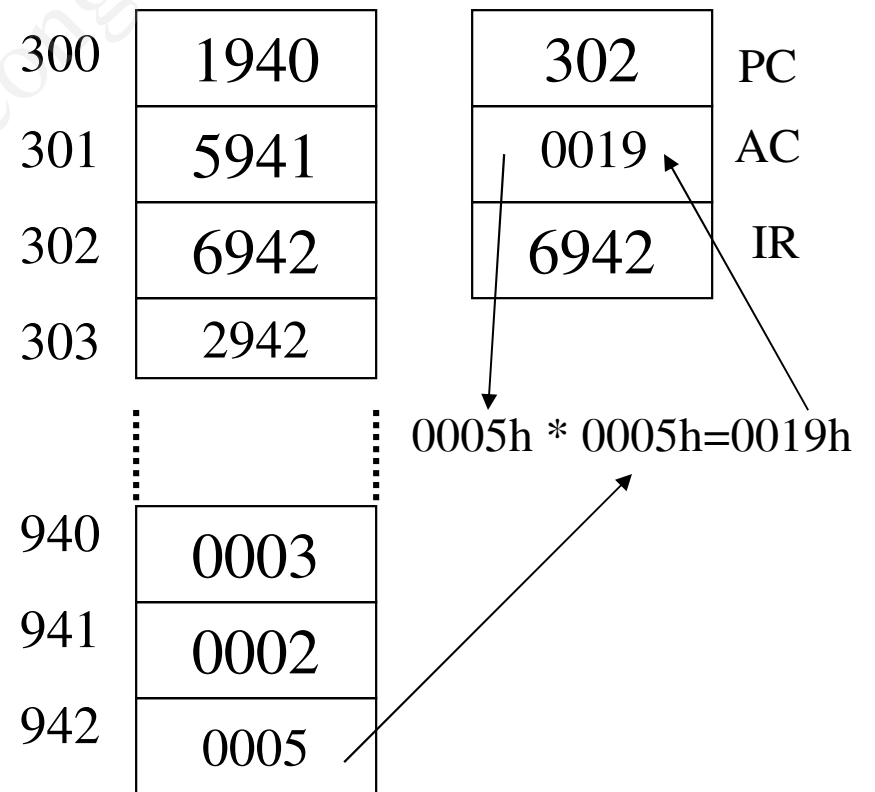 300 1940 302 PC
301 5941 0019 AC
302 6942 6942 IR
303 2942
0005h * 0005h=0019h
940 0003
941 0002
942 0005